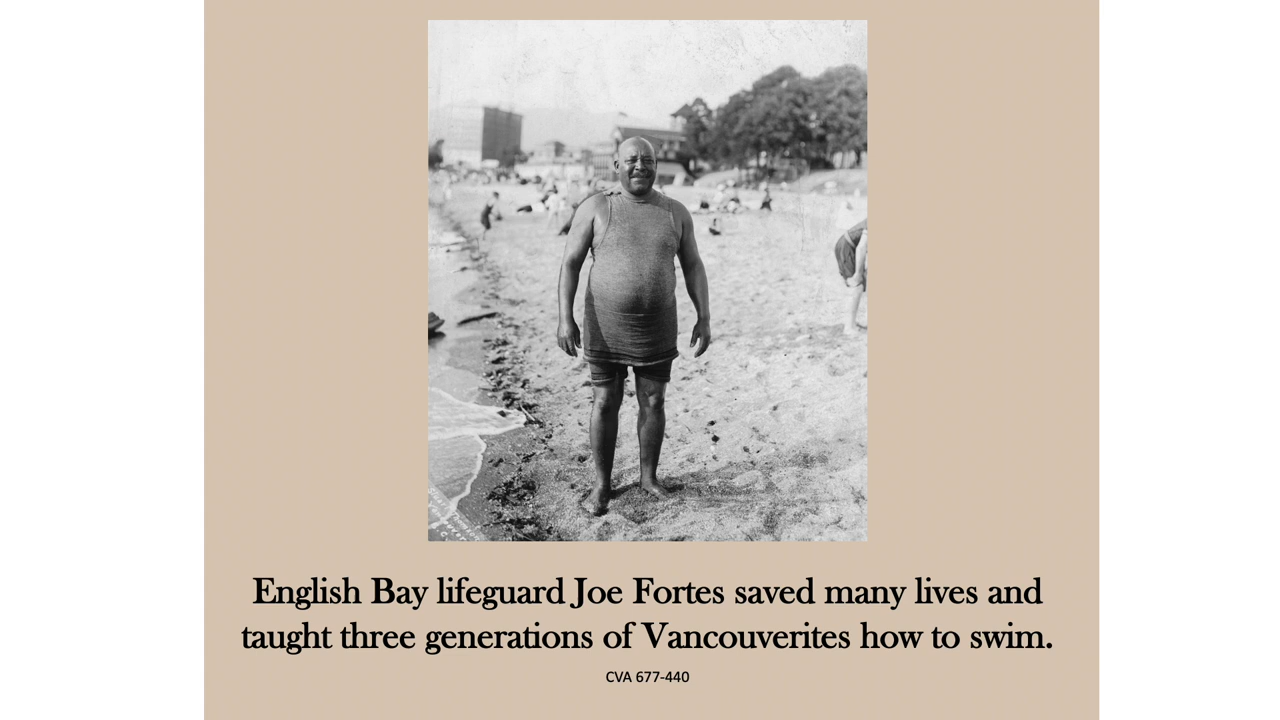 English Bay lifeguard Joe Fortes saved many lives and
taught three generations of Vancouverites how to swim.
CVA 677-440